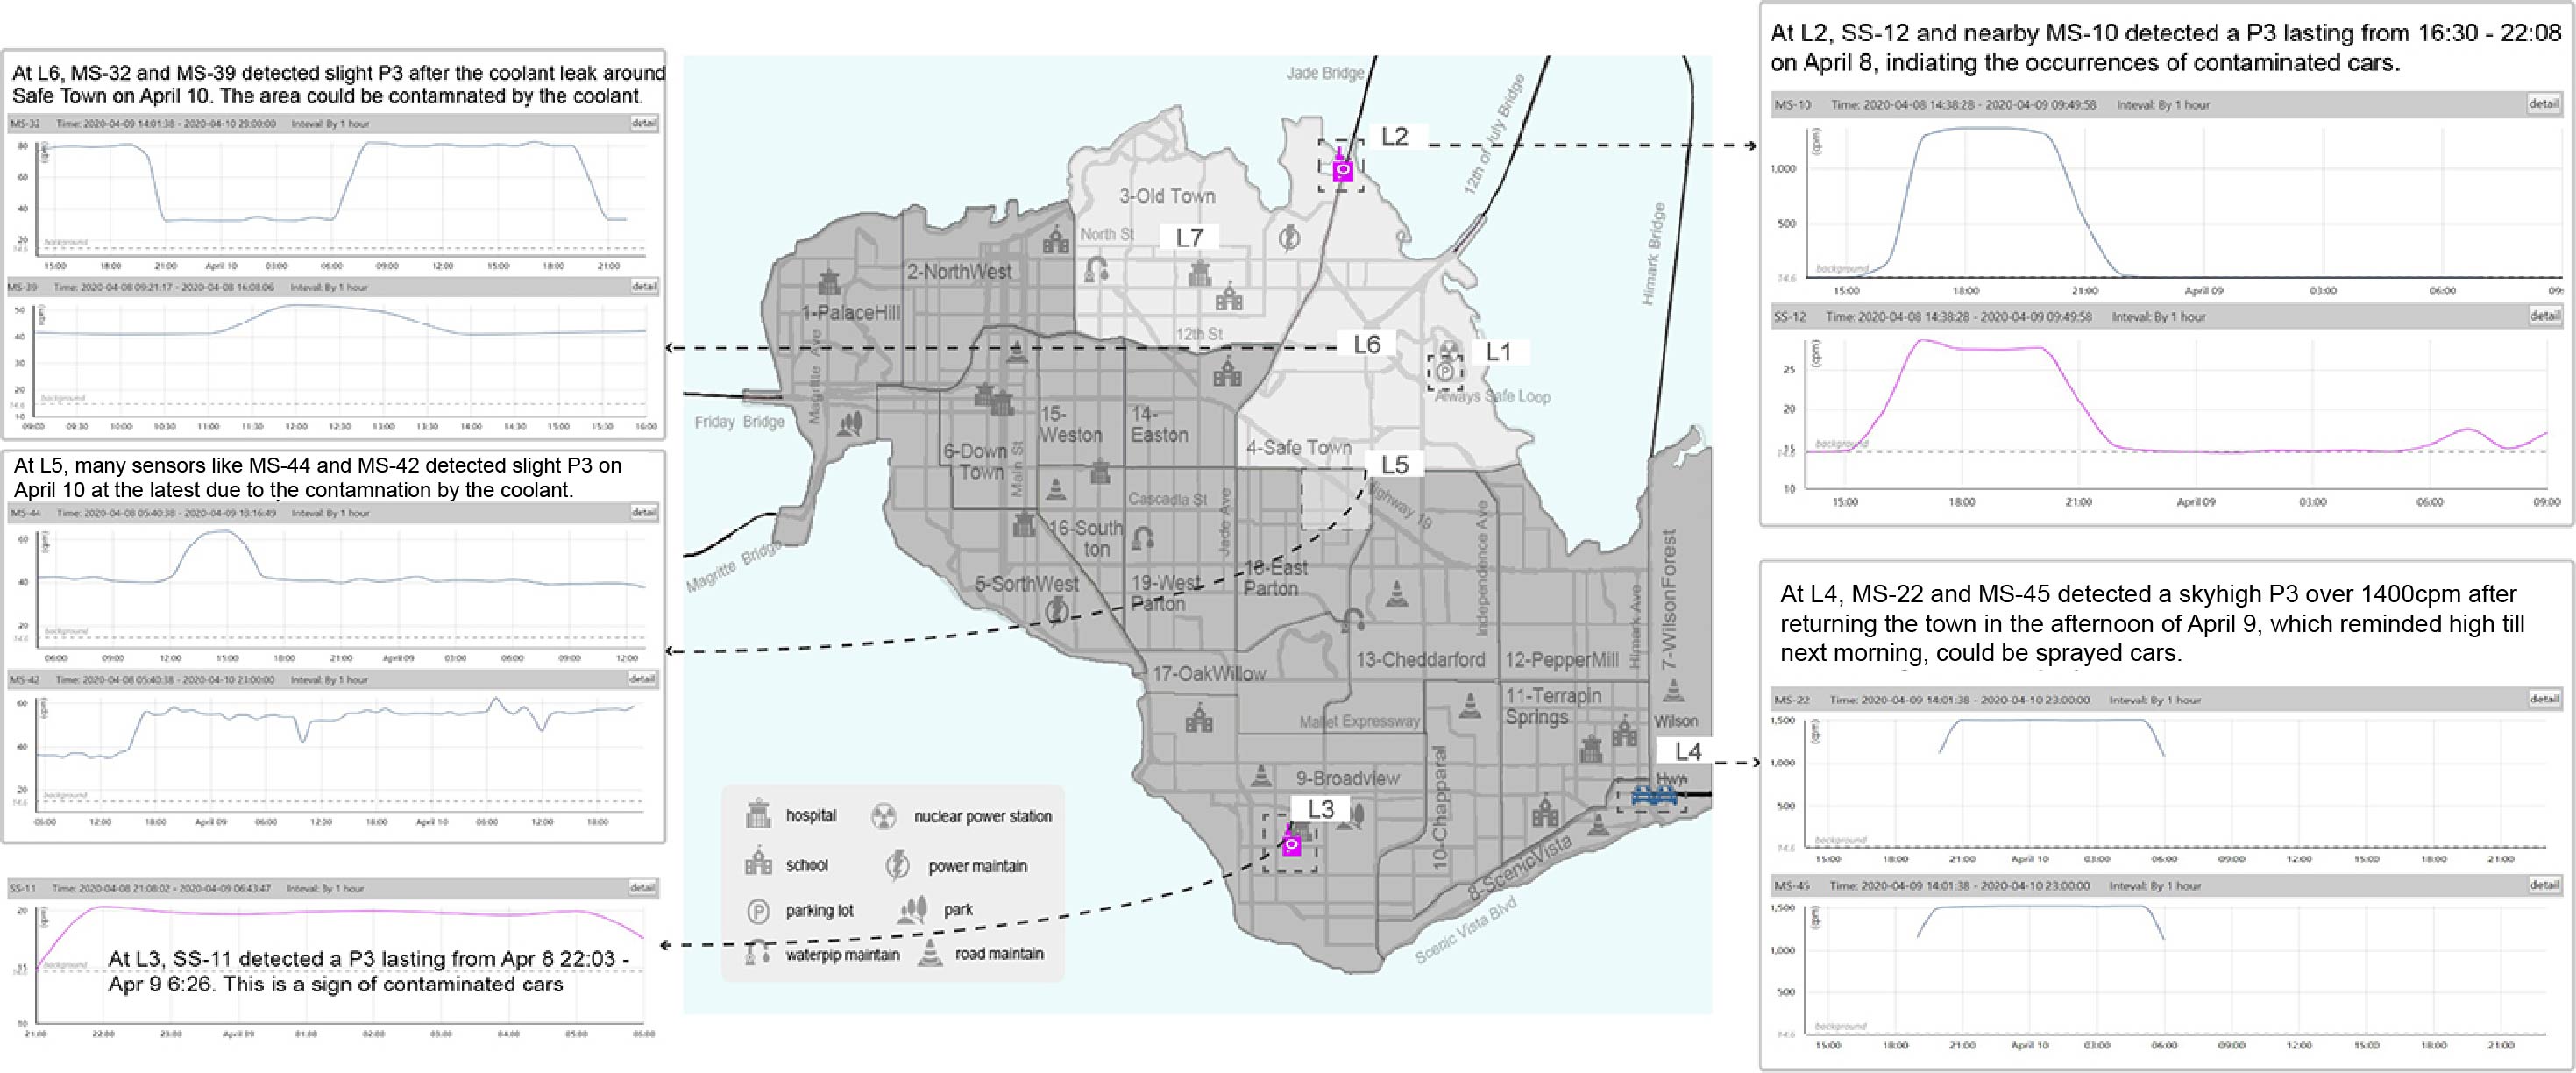 At L6, MS-32 and MS-39 detected slight P3 after the coolant leak around
Safe Town on April 10. The area could be contamnated by the coolant.
MS-32 Time: 2020-04-09 14:01:38 - 2020-04-10 23:00:00 Inteval: By 1 hour detail
(cpm)
80
60
40
20
14.6
background
15:00 18:00 21:00 April 10 03:00 06:00 09:00 12:00 15:00 18:00 21:00
MS-39 Time: 2020-04-08 09:21:17 - 2020-04-08 16:08:06 Inteval: By 1 hour detail
(cpm)
50
40
30
20
14.6
10
background
09:00 09:30 10:00 10:30 11:00 11:30 12:00 12:30 13:00 13:30 14:00 14:30 15:00 15:30 16:00
At L5, many sensors like MS-44 and MS-42 detected slight P3 on
April 10 at the latest due to the contamnation by the coolant.
MS-44 Time: 2020-04-08 05:40:38 - 2020-04-09 13:16:49 Inteval: By 1 hour detail
(cpm)
60
40
20
14.6
background
06:00 09:00 12:00 15:00 18:00 21:00 April 09 03:00 06:00 09:00 12:00
MS-42 Time: 2020-04-08 05:40:38 - 2020-04-10 23:00:00 Inteval: By 1 hour detail
(cpm)
60
40
20
14.6
background
06:00 12:00 18:00 April 09 06:00 12:00 18:00 April 10 06:00 12:00 18:00
SS-11 Time: 2020-04-08 21:08:02 - 2020-04-09 06:43:47 Inteval: By 1 hour detail
(cpm)
20
10
background
At L3, SS-11 detected a P3 lasting from Apr 8 22:03 -
Apr 9 6:26. This is a sign of contaminated cars
21:00 22:00 23:00 April 09 01:00 02:00 03:00 04:00 05:00 06:00
Jade Bridge
12th of July Bridge
Himark Bridge
L2
3-Old Town
North St
L7
2-NorthWest
1-PalaceHill
12th St
L6
L1
Always Safe Loop
Magritte Ave
Friday Bridge
15-
Weston
14-
Easton
6-Down
Town
Main St
4-Safe Town
L5
Highway 19
Cascadia St
Jade Ave
Independence Ave
16-South
ton
Magritte Bridge
5-SorthWest
19-West
Parton
18-East
Parton
Himark Ave
7-WilsonForest
17-OakWillow
13-Cheddarford
12-PepperMill
11-Terrapin
Springs
Mallet Expressway
Wilson
Hwy
L4
9-Broadview
10-Chapparal
L3
8-ScenicVista
Scenic Vista Blvd
hospital
nuclear power station
school
power maintain
parking lot
park
waterpip maintain
road maintain
At L2, SS-12 and nearby MS-10 detected a P3 lasting from 16:30 - 22:08
on April 8, indiating the occurrences of contaminated cars.
MS-10 Time: 2020-04-08 14:38:28 - 2020-04-09 09:49:58 Inteval: By 1 hour detail
(cpm)
1,000
500
14.6
background
15:00 18:00 21:00 April 09 03:00 06:00 09:
SS-12 Time: 2020-04-08 14:38:28 - 2020-04-09 09:49:58 Inteval: By 1 hour detail
(cpm)
25
20
10
background
15:00 18:00 21:00 April 09 03:00 06:00 09:00
At L4, MS-22 and MS-45 detected a skyhigh P3 over 1400cpm after
returning the town in the afternoon of April 9, which reminded high till
next morning, could be sprayed cars.
MS-22 Time: 2020-04-09 14:01:38 - 2020-04-10 23:00:00 Inteval: By 1 hour detail
(cpm)
1,500
1,000
500
14.6
background
15:00 18:00 21:00 April 10 03:00 06:00 09:00 12:00 15:00 18:00 21:00
MS-45 Time: 2020-04-09 14:01:38 - 2020-04-10 23:00:00 Inteval: By 1 hour detail
(cpm)
1,500
1,000
500
14.6
background
15:00 18:00 21:00 April 10 03:00 06:00 09:00 12:00 15:00 18:00 21:00